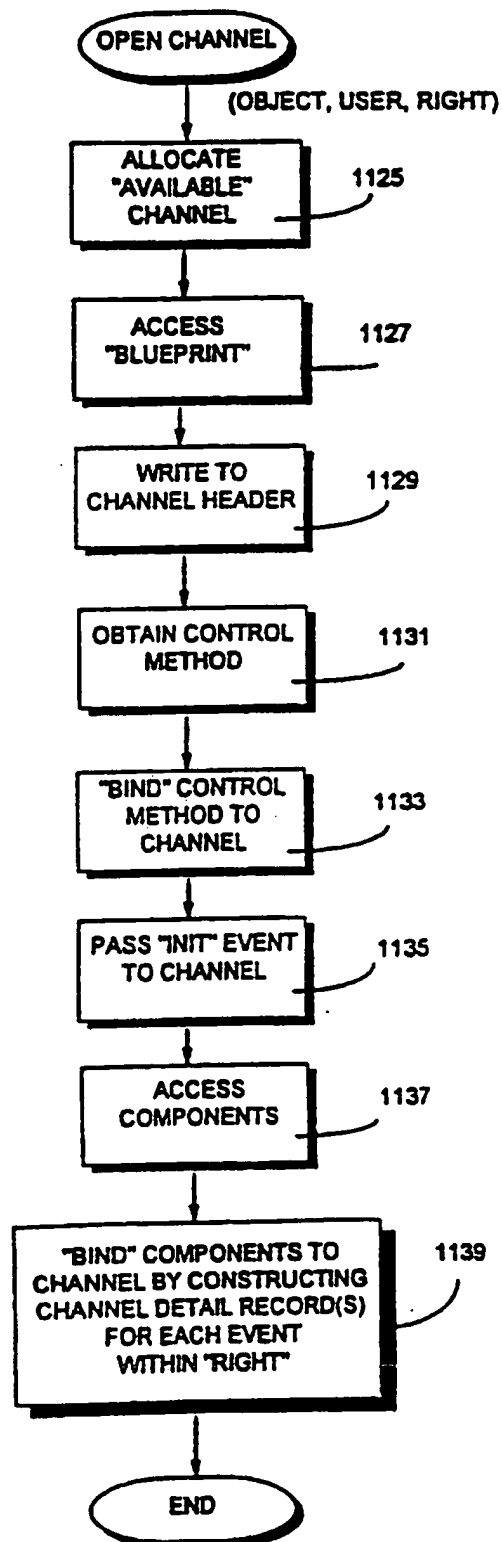 OPEN CHANNEL
(OBJECT, USER, RIGHT)
ALLOCATE
"AVAILABLE"
CHANNEL
1125
ACCESS
"BLUEPRINT"
1127
WRITE TO
CHANNEL HEADER
1129
OBTAIN CONTROL
METHOD
1131
"BIND" CONTROL
METHOD TO
CHANNEL
1133
PASS "INIT" EVENT
TO CHANNEL
1135
ACCESS
COMPONENTS
1137
"BIND" COMPONENTS TO
CHANNEL BY CONSTRUCTING
CHANNEL DETAIL RECORD(S)
FOR EACH EVENT
WITHIN "RIGHT"
1139
END